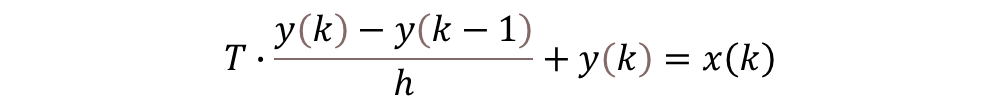 T · (y(k) − y(k − 1))/h + y(k) = x(k)